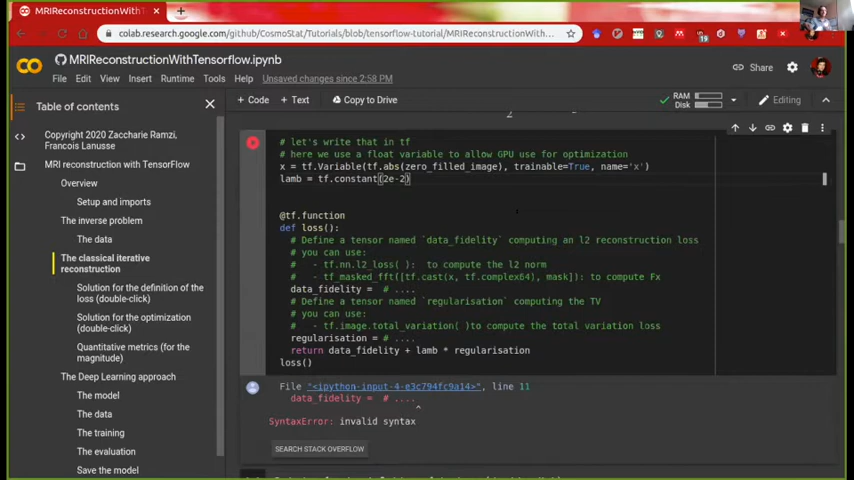 MRIReconstructionWithT
colab.research.google.com/github/CosmoStat/Tutorials/blob/tensorflow-tutorial/MRIReconstructionWith...
19
MRIReconstructionWithTensorflow.ipynb
File Edit View Insert Runtime Tools Help Unsaved changes 2:58 PM
Share
Table of contents
+ Code + Text Copy to Drive
RAM
Disk
Editing
Copyright 2020 Zaccharie Ramzi,
Francois Lanusse
MRI reconstruction with TensorFlow
Overview
Setup and imports
The inverse problem
The data
The classical iterative
reconstruction
Solution for the definition of the
loss (double-click)
Solution for the optimization
(double-click)
Quantitative metrics (for the
magnitude)
The Deep Learning approach
The model
The data
The training
The evaluation
Save the model
2
# let's write that in tf
# here we use a float variable to allow GPU use for optimization
x = tf.Variable(tf.abs(zero_filled_image), trainable=True, name='x')
lamb = tf.constant(2e-2)
@tf.function
def loss():
# Define a tensor named `data_fidelity` computing an l2 reconstruction loss
# you can use:
# - tf.nn.l2_loss( ): to compute the l2 norm
# - tf_masked_fft([tf.cast(x, tf.complex64), mask]): to compute Fx
data_fidelity = # ....
# Define a tensor named `regularisation` computing the TV
# you can use:
# - tf.image.total_variation( )to compute the total variation loss
regularisation = # ....
return data_fidelity + lamb * regularisation
loss()
File "<ipython-input-4-e3c794fc9a14>", line 11
data_fidelity = # ....
^
SyntaxError: invalid syntax
SEARCH STACK OVERFLOW